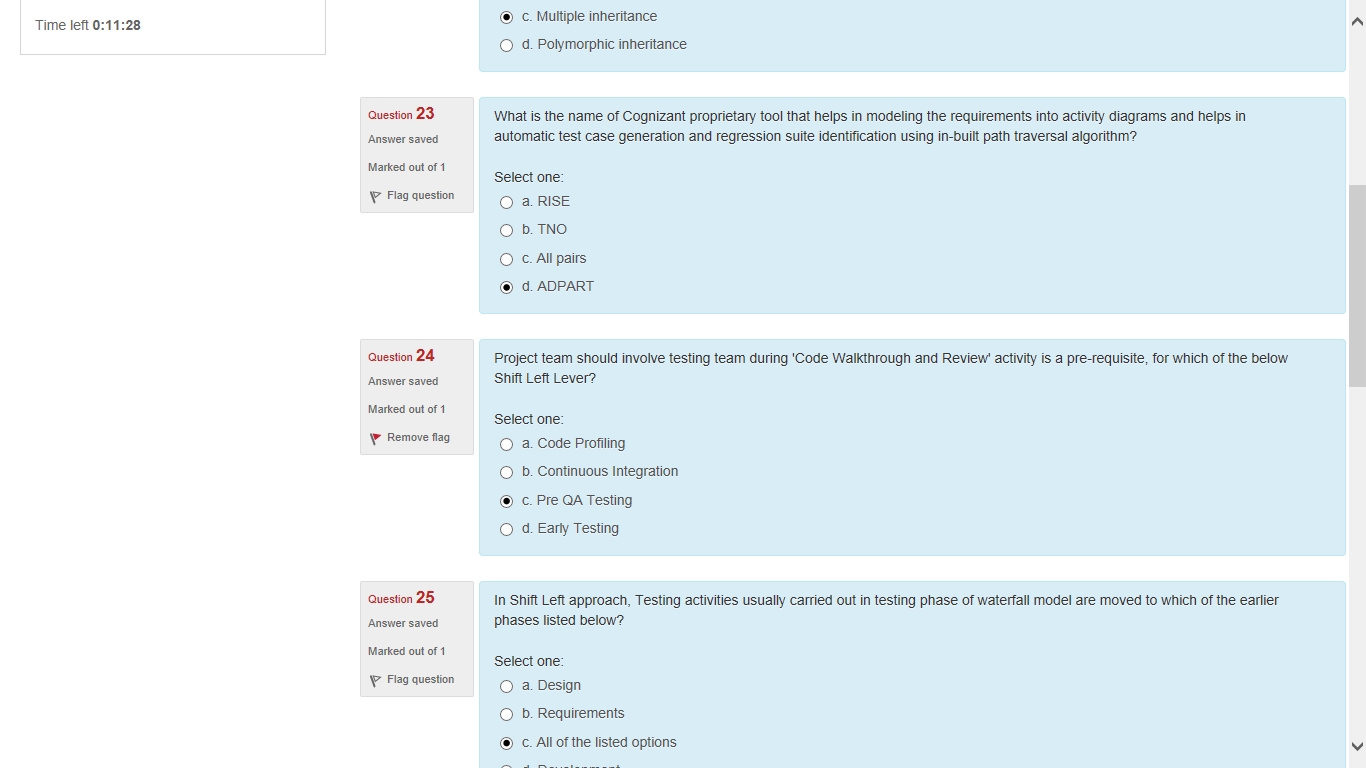 Time left 0:11:28
c. Multiple inheritance
d. Polymorphic inheritance
Question 23
Answer saved
Marked out of 1
Flag question
What is the name of Cognizant proprietary tool that helps in modeling the requirements into activity diagrams and helps in
automatic test case generation and regression suite identification using in-built path traversal algorithm?
Select one:
a. RISE
b. TNO
c. All pairs
d. ADPART
Question 24
Answer saved
Marked out of 1
Remove flag
Project team should involve testing team during 'Code Walkthrough and Review' activity is a pre-requisite, for which of the below
Shift Left Lever?
Select one:
a. Code Profiling
b. Continuous Integration
c. Pre QA Testing
d. Early Testing
Question 25
Answer saved
Marked out of 1
Flag question
In Shift Left approach, Testing activities usually carried out in testing phase of waterfall model are moved to which of the earlier
phases listed below?
Select one:
a. Design
b. Requirements
c. All of the listed options
d. Development